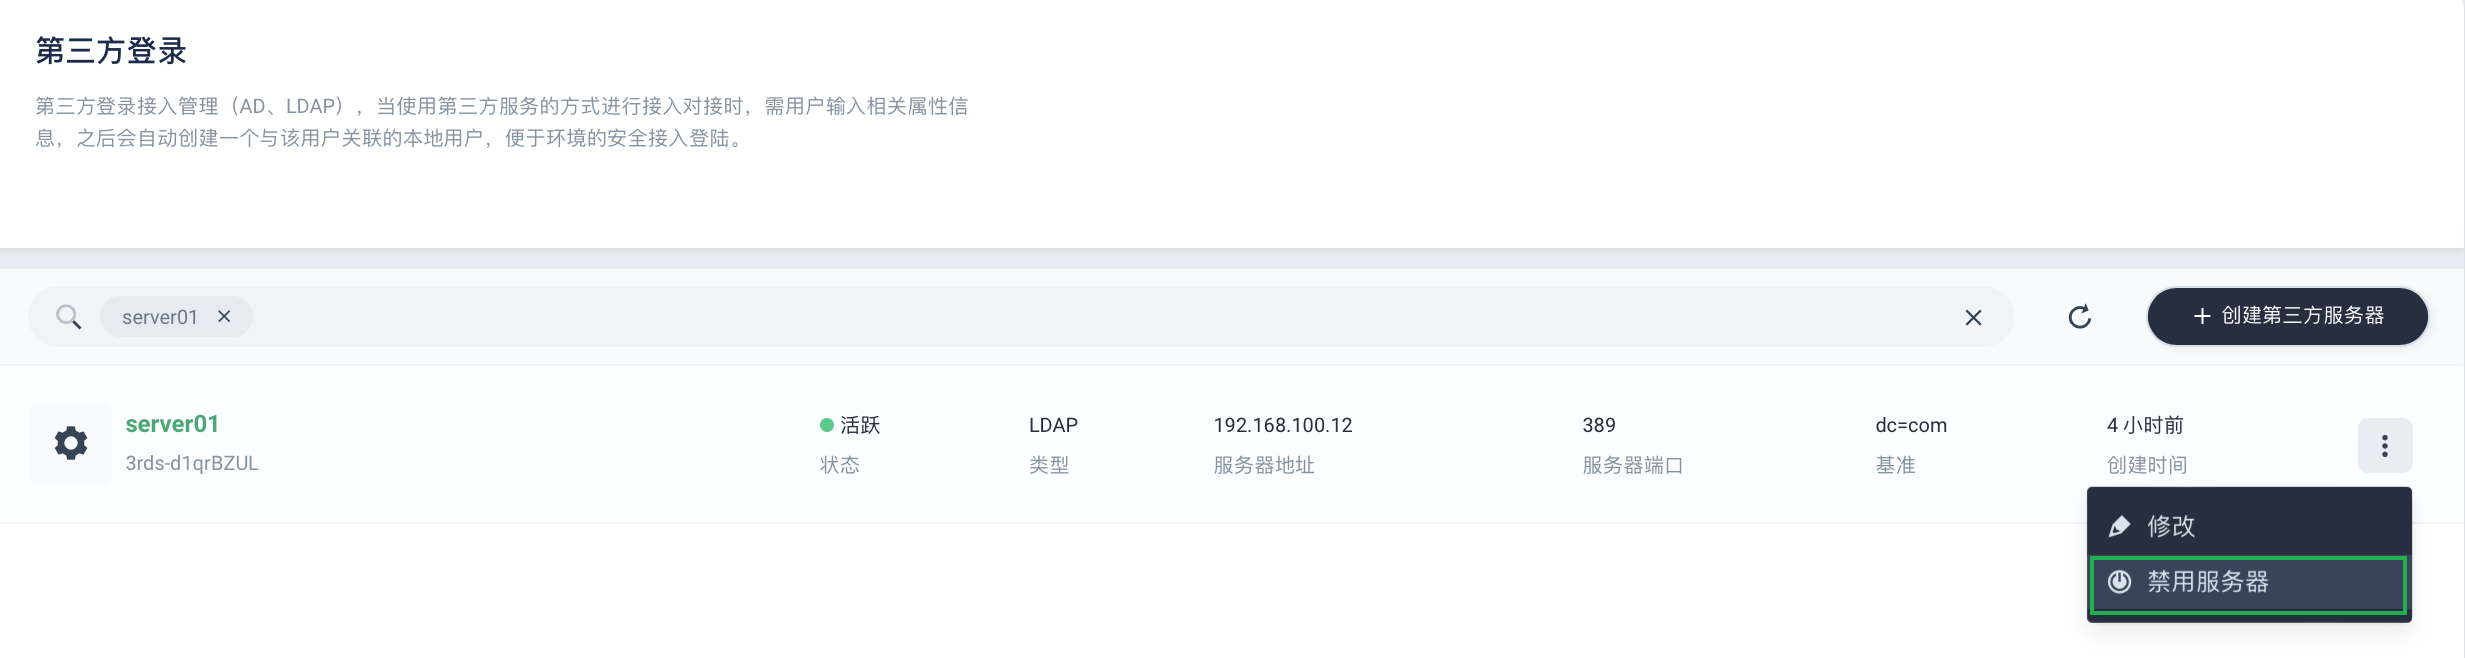 第三方登录
第三方登录接入管理（AD、LDAP），当使用第三方服务的方式进行接入对接时，需用户输入相关属性信
息，之后会自动创建一个与该用户关联的本地用户，便于环境的安全接入登陆。
server01
创建第三方服务器
server01 活跃 LDAP 192.168.100.12 389 dc=com 4 小时前
3rds-d1qrBZUL 状态 类型 服务器地址 服务器端口 基准 创建时间
修改
禁用服务器